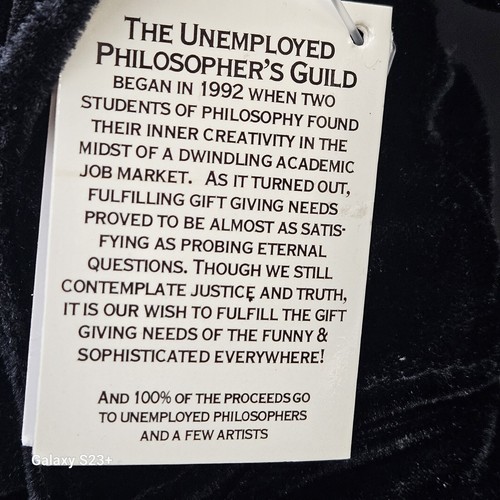 THE UNEMPLOYED
PHILOSOPHER'S GUILD
BEGAN IN 1992 WHEN TWO
STUDENTS OF PHILOSOPHY FOUND
THEIR INNER CREATIVITY IN THE
MIDST OF A DWINDLING ACADEMIC
JOB MARKET. AS IT TURNED OUT,
FULFILLING GIFT GIVING NEEDS
PROVED TO BE ALMOST AS SATIS-
FYING AS PROBING ETERNAL
QUESTIONS. THOUGH WE STILL
CONTEMPLATE JUSTICE AND TRUTH,
IT IS OUR WISH TO FULFILL THE GIFT
GIVING NEEDS OF THE FUNNY &
SOPHISTICATED EVERYWHERE!
AND 100% OF THE PROCEEDS GO
TO UNEMPLOYED PHILOSOPHERS
AND A FEW ARTISTS
Galaxy S23+